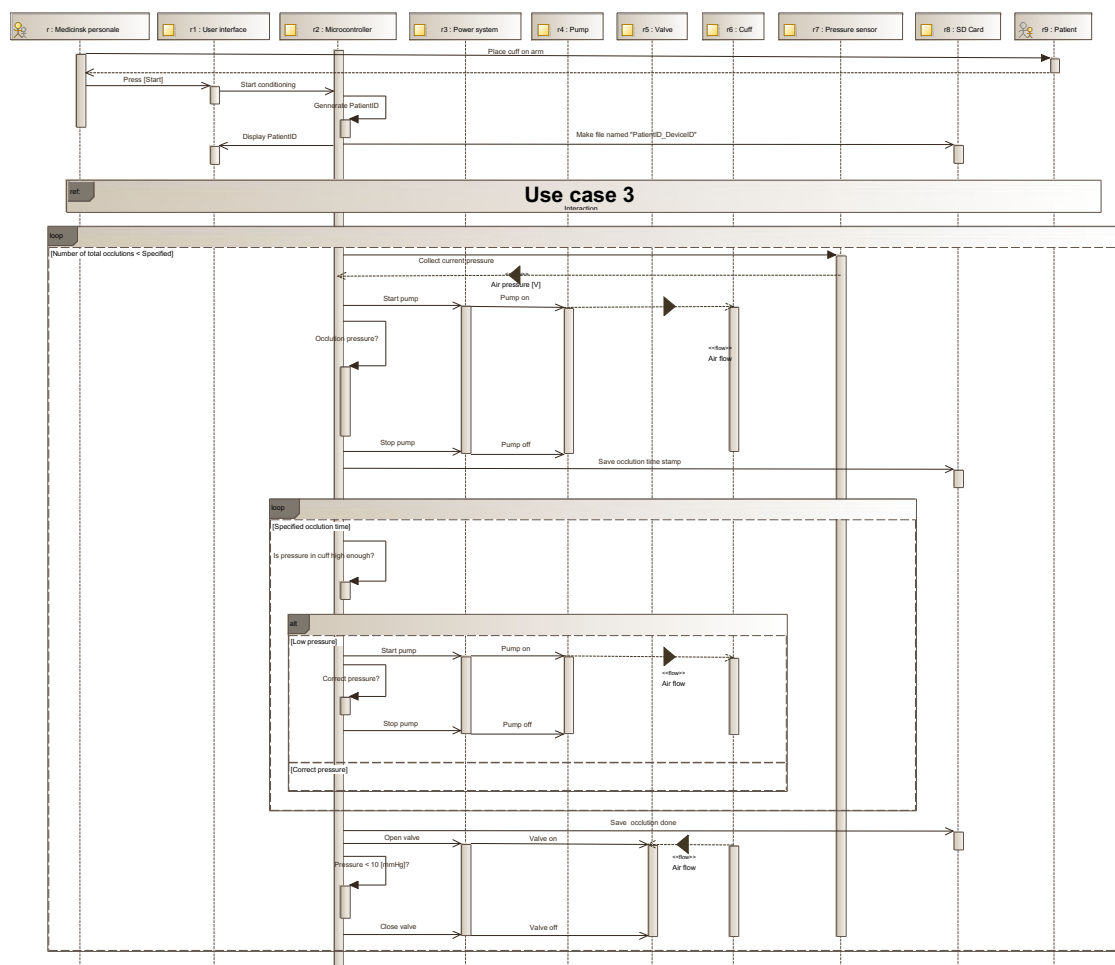 r : Medicinsk personale
r1 : User interface
r2 : Microcontroller
r3 : Power system
r4 : Pump
r5 : Valve
r6 : Cuff
r7 : Pressure sensor
r8 : SD Card
r9 : Patient
Place cuff on arm
Press [Start]
Start conditioning
Gennerate PatientID
Display PatientID
Make file named "PatientID_DeviceID"
ref:
Use case 3
Interaction
loop
[Number of total occlutions < Specified]
Collect current pressure
Air pressure [V]
Start pump
Pump on
Occlution pressure?
<<flow>>
Air flow
Stop pump
Pump off
Save occlution time stamp
loop
[Specified occlution time]
Is pressure in cuff high enough?
alt
[Low pressure]
Start pump
Pump on
Correct pressure?
<<flow>>
Air flow
Stop pump
Pump off
[Correct pressure]
Save occlution done
Open valve
Valve on
Pressure < 10 [mmHg]?
<<flow>>
Air flow
Close valve
Valve off